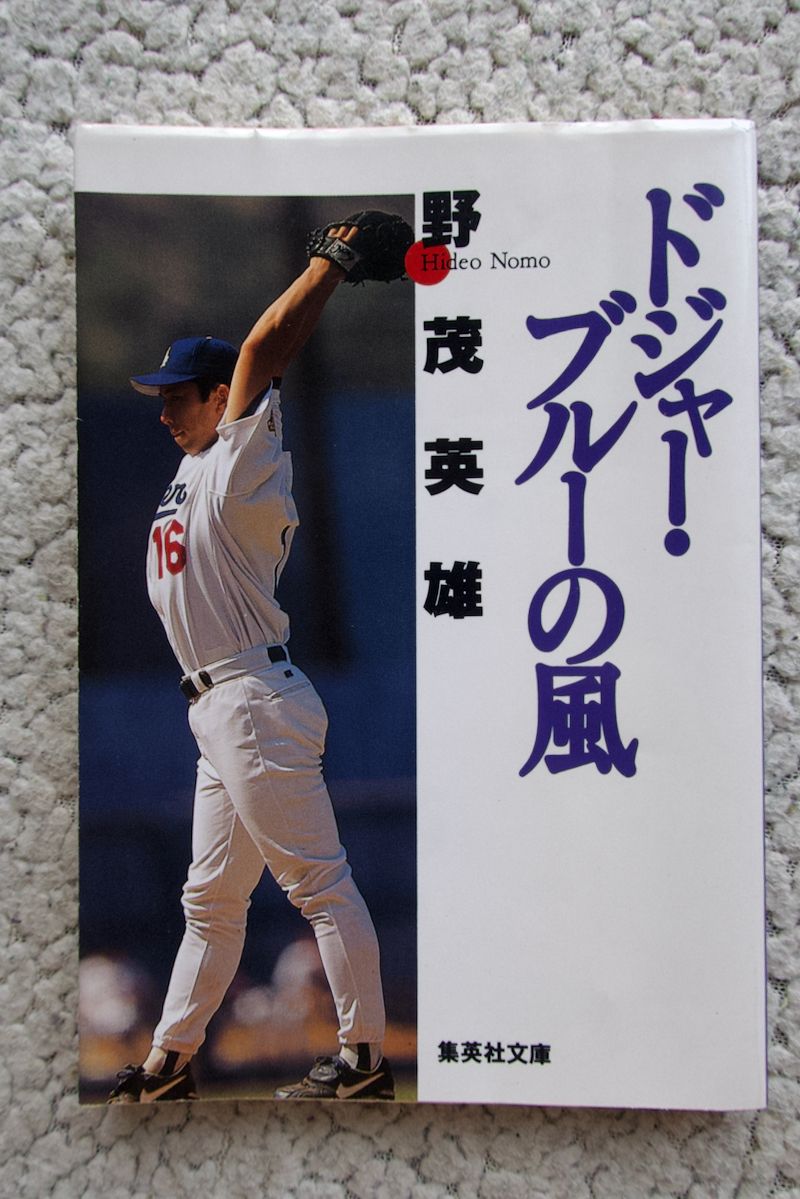 ドジャー・
ブルーの風
野茂英雄
Hideo Nomo
16
集英社文庫